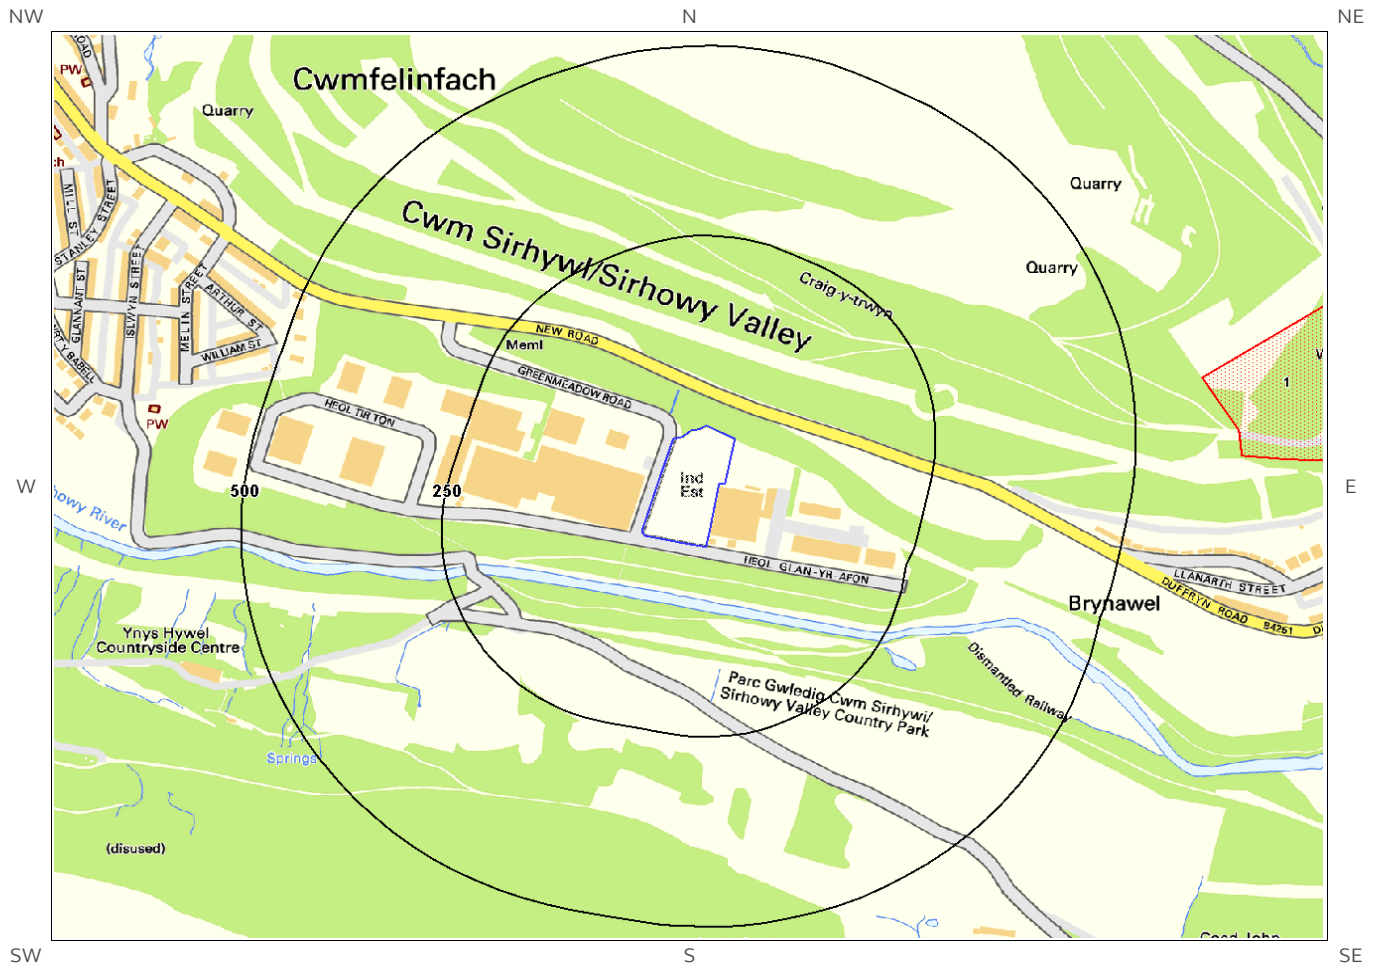 NW
N
NE
PW
Cwmfelinfach
Quarry
Quarry
MILL ST
STANLEY STREET
Cwm Sirhywi/Sirhowy Valley
Quarry
Craig-y-trwyn
GLANNANT ST
ISLWYN STREET
MELLIN STREET
ARTHUR ST
WILLIAM ST
NEW ROAD
Meml
GREENMEADOW ROAD
1
HEOL TIR TON
PW
W
500
250
Ind
Est
E
HEOL GLAN-YR-AFON
LLANARTH STREET
DUFFRYN ROAD B4251
Brynawel
Ynys Hywel
Countryside Centre
Dismantled Railway
Parc Gwledig Cwm Sirhywi/
Sirhowy Valley Country Park
Springs
(disused)
SW
S
SE